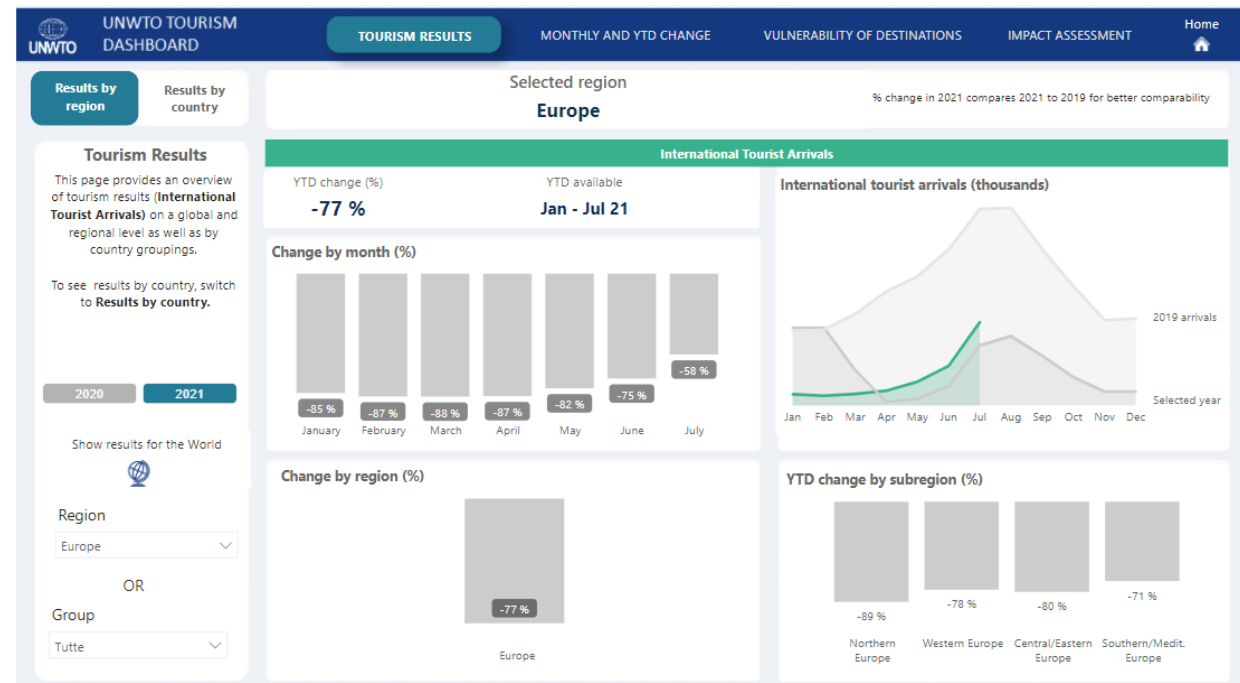 UNWTO
UNWTO TOURISM
DASHBOARD
TOURISM RESULTS
MONTHLY AND YTD CHANGE
VULNERABILITY OF DESTINATIONS
IMPACT ASSESSMENT
Home
Results by
region
Results by
country
Selected region
Europe
% change in 2021 compares 2021 to 2019 for better comparability
Tourism Results
This page provides an overview
of tourism results (International
Tourist Arrivals) on a global and
regional level as well as by
country groupings.
To see results by country, switch
to Results by country.
2020
2021
Show results for the World
Region
Europe
OR
Group
Tutte
International Tourist Arrivals
YTD change (%)
-77 %
YTD available
Jan - Jul 21
Change by month (%)
-85 %
-87 %
-88 %
-87 %
-82 %
-75 %
-58 %
January
February
March
April
May
June
July
International tourist arrivals (thousands)
2019 arrivals
Selected year
Jan Feb Mar Apr May Jun Jul Aug Sep Oct Nov Dec
Change by region (%)
-77 %
Europe
YTD change by subregion (%)
-89 %
-78 %
-80 %
-71 %
Northern
Europe
Western Europe
Central/Eastern
Europe
Southern/Medit.
Europe